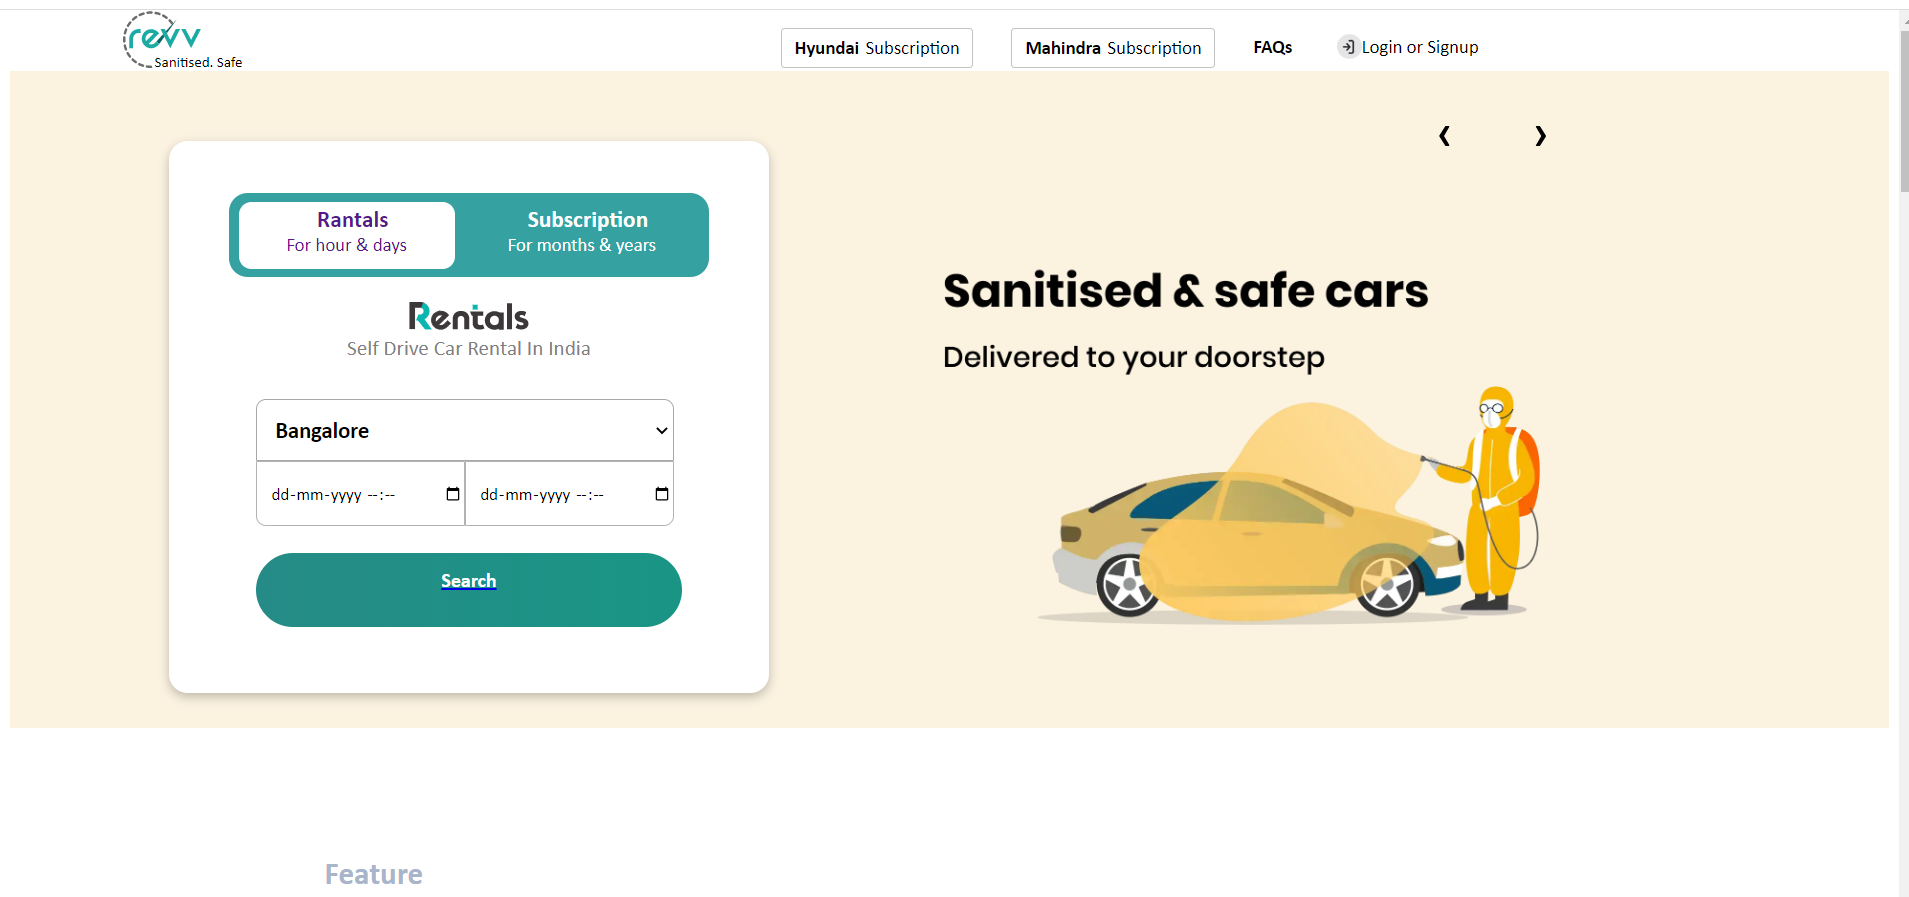 revv
Sanitised. Safe
Hyundai Subscription
Mahindra Subscription
FAQs
Login or Signup
❮ ❯
Rantals
For hour & days
Subscription
For months & years
Rentals
Self Drive Car Rental In India
Bangalore
dd-mm-yyyy --:--
dd-mm-yyyy --:--
Search
Sanitised & safe cars
Delivered to your doorstep
Feature